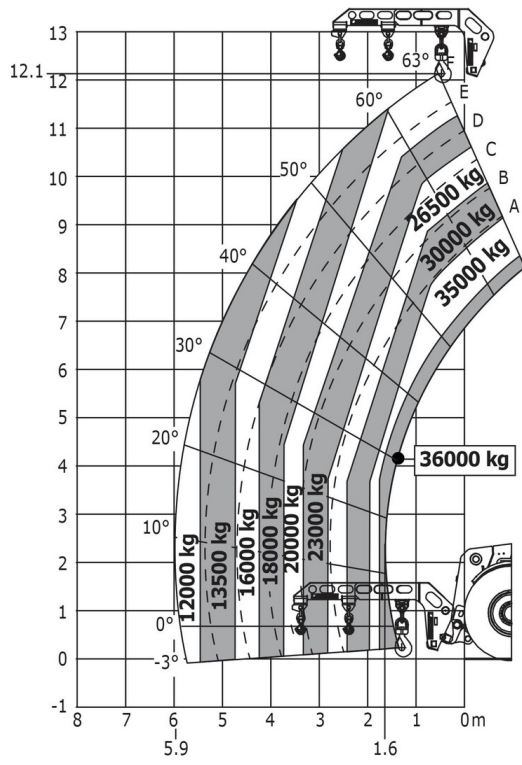 13
12.1
12
11
10
9
8
7
6
5
4
3
2
1
0
-1
63°
F
E
D
C
B
A
60°
50°
40°
30°
20°
10°
0°
-3°
26500 kg
30000 kg
35000 kg
36000 kg
12000 kg
13500 kg
16000 kg
18000 kg
20000 kg
23000 kg
8 7 6 5 4 3 2 1 0m
5.9 1.6